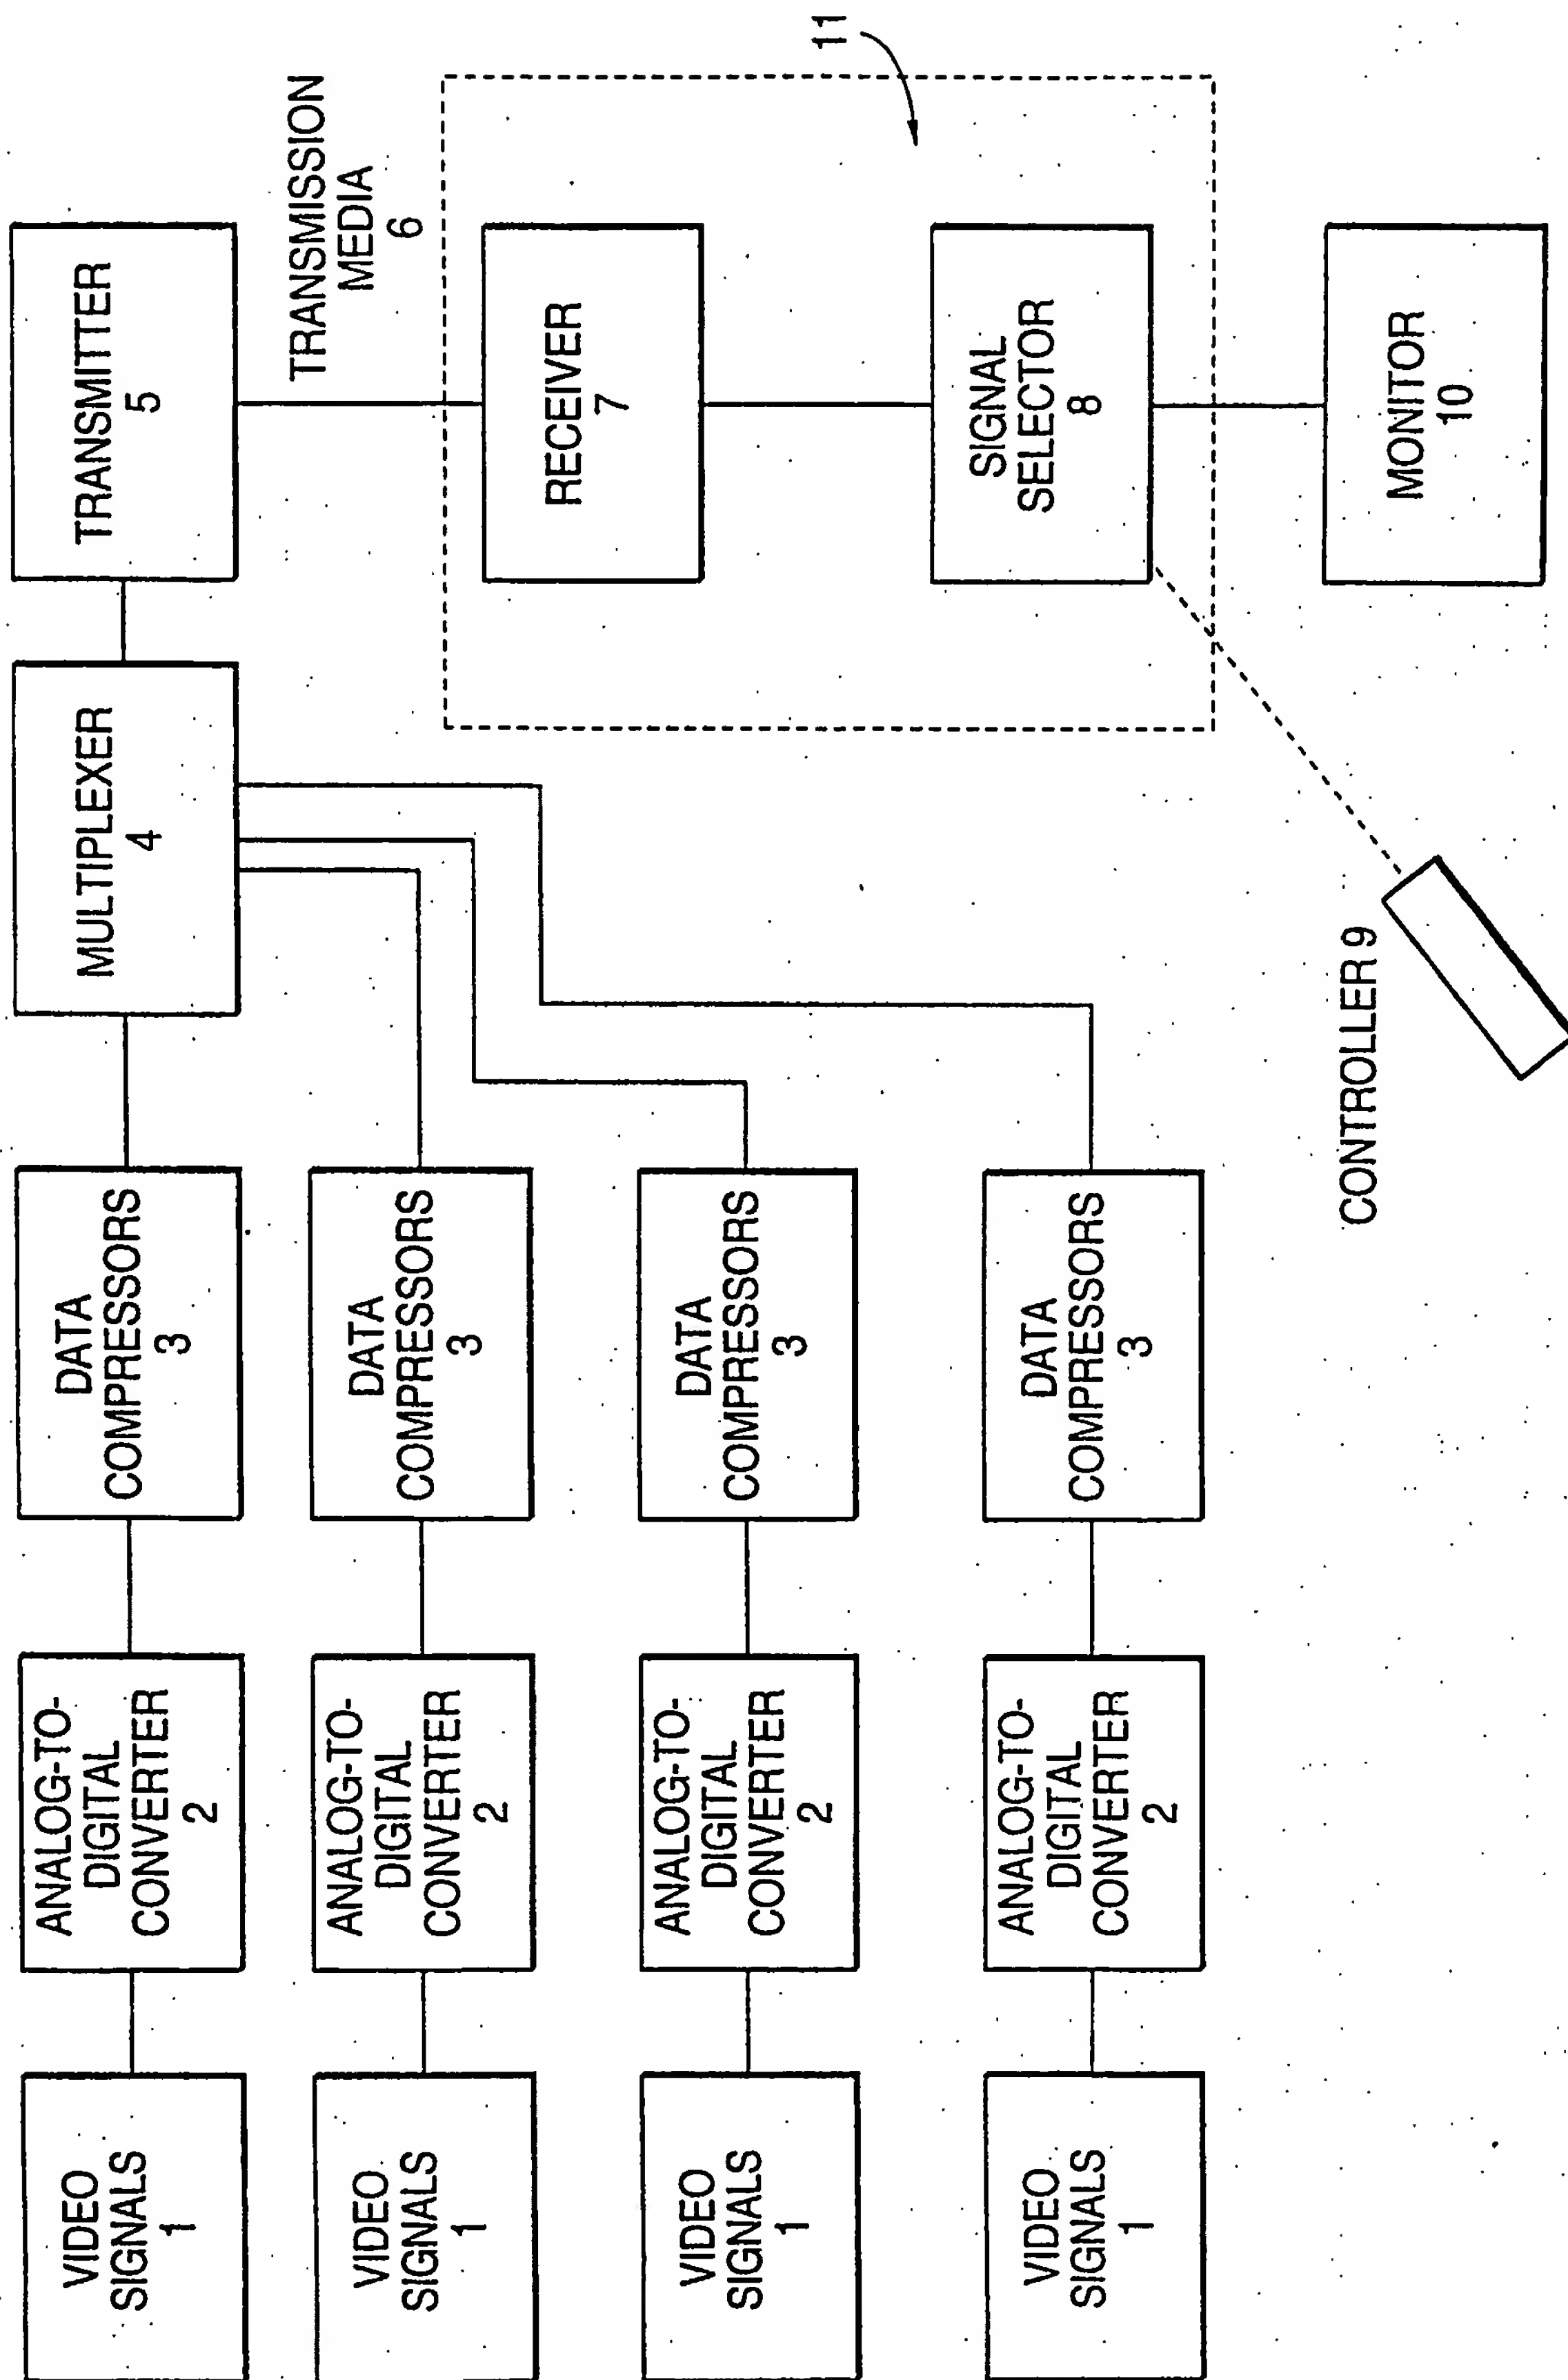 VIDEO
SIGNALS
1
ANALOG-TO-
DIGITAL
CONVERTER
2
DATA
COMPRESSORS
3
MULTIPLEXER
4
TRANSMITTER
5
VIDEO
SIGNALS
1
ANALOG-TO-
DIGITAL
CONVERTER
2
DATA
COMPRESSORS
3
TRANSMISSION
MEDIA
6
VIDEO
SIGNALS
1
ANALOG-TO-
DIGITAL
CONVERTER
2
DATA
COMPRESSORS
3
RECEIVER
7
11
VIDEO
SIGNALS
1
ANALOG-TO-
DIGITAL
CONVERTER
2
DATA
COMPRESSORS
3
SIGNAL
SELECTOR
8
CONTROLLER 9
MONITOR
10